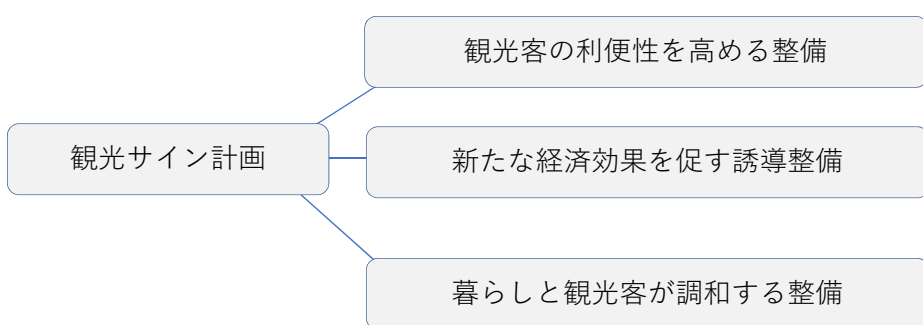 観光客の利便性を高める整備
観光サイン計画
新たな経済効果を促す誘導整備
暮らしと観光客が調和する整備